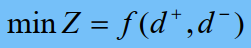 min Z = f(d⁺, d⁻)